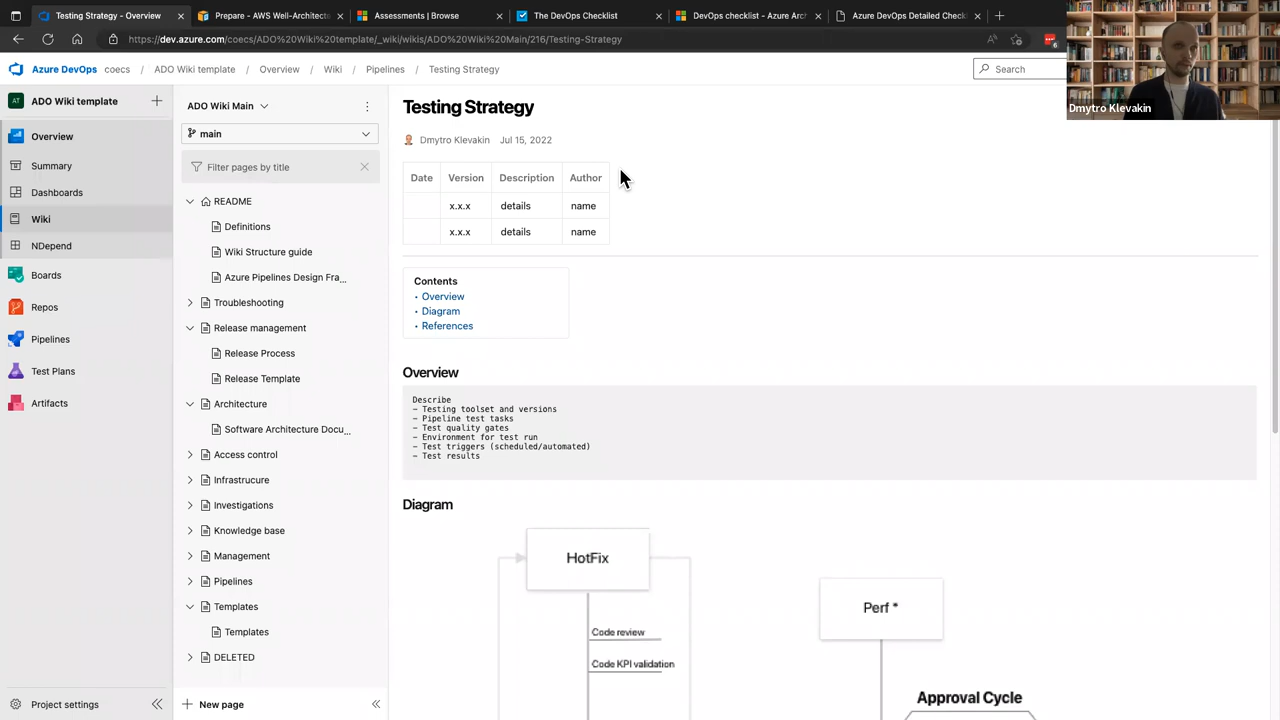 Testing Strategy - Overview
Prepare - AWS Well-Architect
Assessments | Browse
The DevOps Checklist
DevOps checklist - Azure Arc
Azure DevOps Detailed Checkli
https://dev.azure.com/coecs/ADO%20Wiki%20template/_wiki/wikis/ADO%20Wiki%20Main/216/Testing-Strategy
6
Azure DevOps coecs / ADO Wiki template / Overview / Wiki / Pipelines / Testing Strategy
Search
Dmytro Klevakin
AT ADO Wiki template
Overview
Summary
Dashboards
Wiki
NDepend
Boards
Repos
Pipelines
Test Plans
Artifacts
Project settings
ADO Wiki Main
main
Filter pages by title
README
Definitions
Wiki Structure guide
Azure Pipelines Design Fra...
Troubleshooting
Release management
Release Process
Release Template
Architecture
Software Architecture Docu...
Access control
Infrastrucure
Investigations
Knowledge base
Management
Pipelines
Templates
Templates
DELETED
New page
Testing Strategy
Dmytro Klevakin Jul 15, 2022
Date Version Description Author
x.x.x details name
x.x.x details name
Contents
• Overview
• Diagram
• References
Overview
Describe
- Testing toolset and versions
- Pipeline test tasks
- Test quality gates
- Environment for test run
- Test triggers (scheduled/automated)
- Test results
Diagram
HotFix
Code review
Code KPI validation
Perf *
Approval Cycle